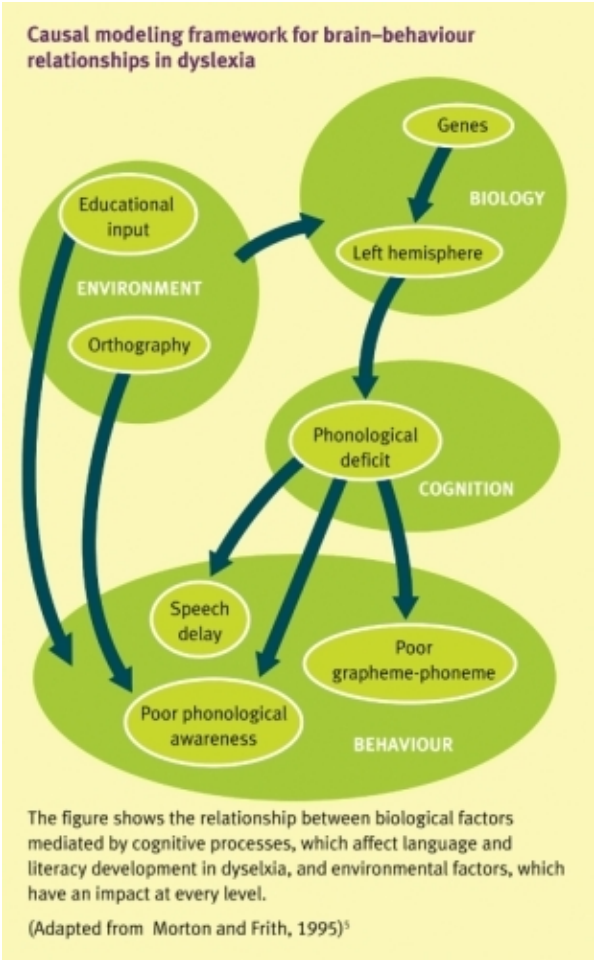 Causal modeling framework for brain–behaviour
relationships in dyslexia
Genes
BIOLOGY
Left hemisphere
Educational
input
ENVIRONMENT
Orthography
Phonological
deficit
COGNITION
Speech
delay
Poor
grapheme-phoneme
Poor phonological
awareness
BEHAVIOUR
The figure shows the relationship between biological factors
mediated by cognitive processes, which affect language and
literacy development in dyselxia, and environmental factors, which
have an impact at every level.
(Adapted from Morton and Frith, 1995)⁵